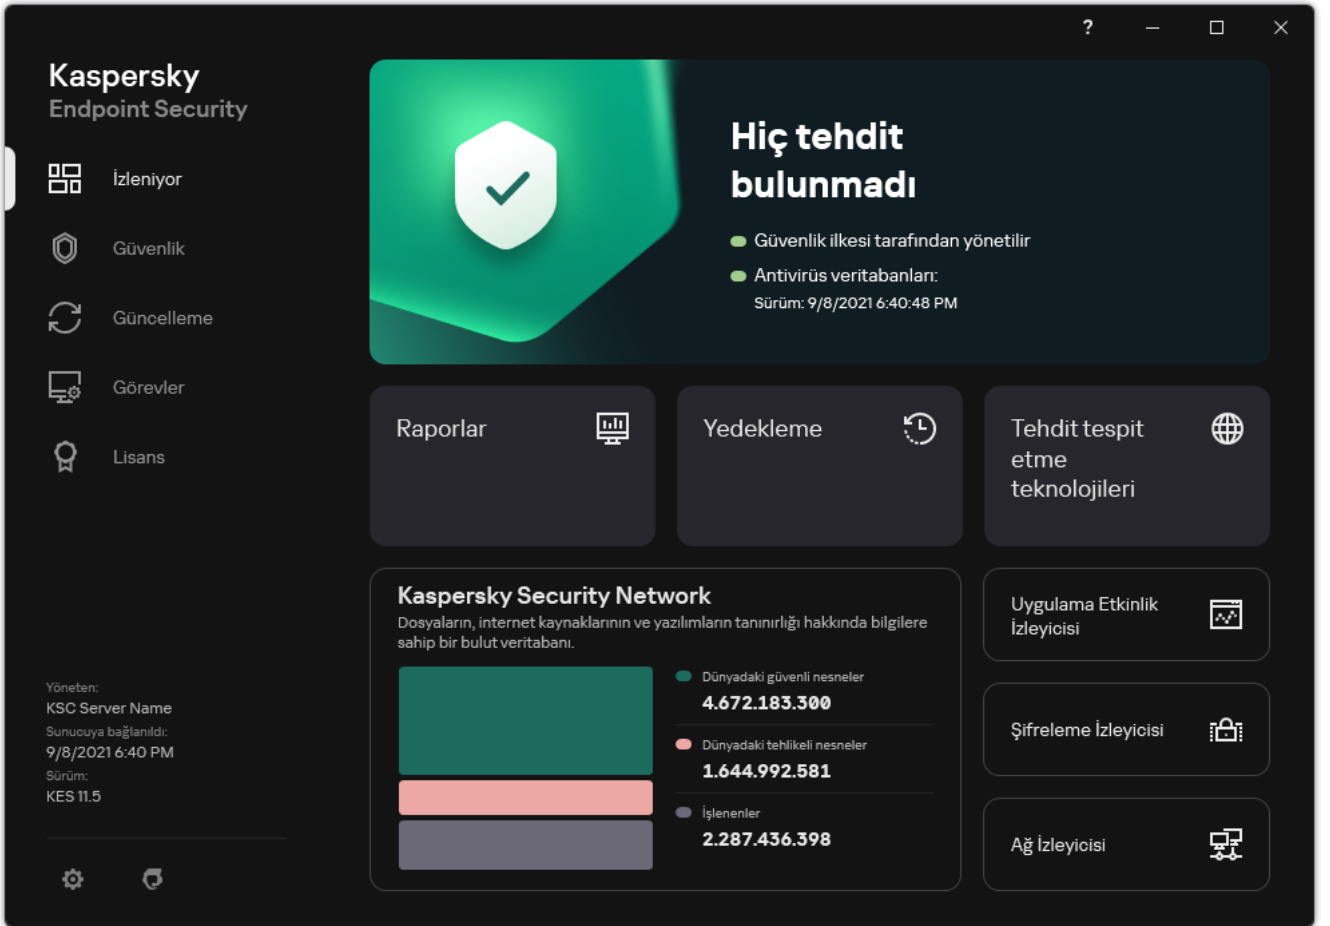 ?
Kaspersky
Endpoint Security
İzleniyor
Güvenlik
Güncelleme
Görevler
Lisans
Yöneten:
KSC Server Name
Sunucuya bağlanıldı:
9/8/2021 6:40 PM
Sürüm:
KES 11.5
Hiç tehdit
bulunmadı
Güvenlik ilkesi tarafından yönetilir
Antivirüs veritabanları:
Sürüm: 9/8/2021 6:40:48 PM
Raporlar
Yedekleme
Tehdit tespit
etme
teknolojileri
Kaspersky Security Network
Dosyaların, internet kaynaklarının ve yazılımların tanınırlığı hakkında bilgilere
sahip bir bulut veritabanı.
Dünyadaki güvenli nesneler
4.672.183.300
Dünyadaki tehlikeli nesneler
1.644.992.581
İşlenenler
2.287.436.398
Uygulama Etkinlik
İzleyicisi
Şifreleme İzleyicisi
Ağ İzleyicisi